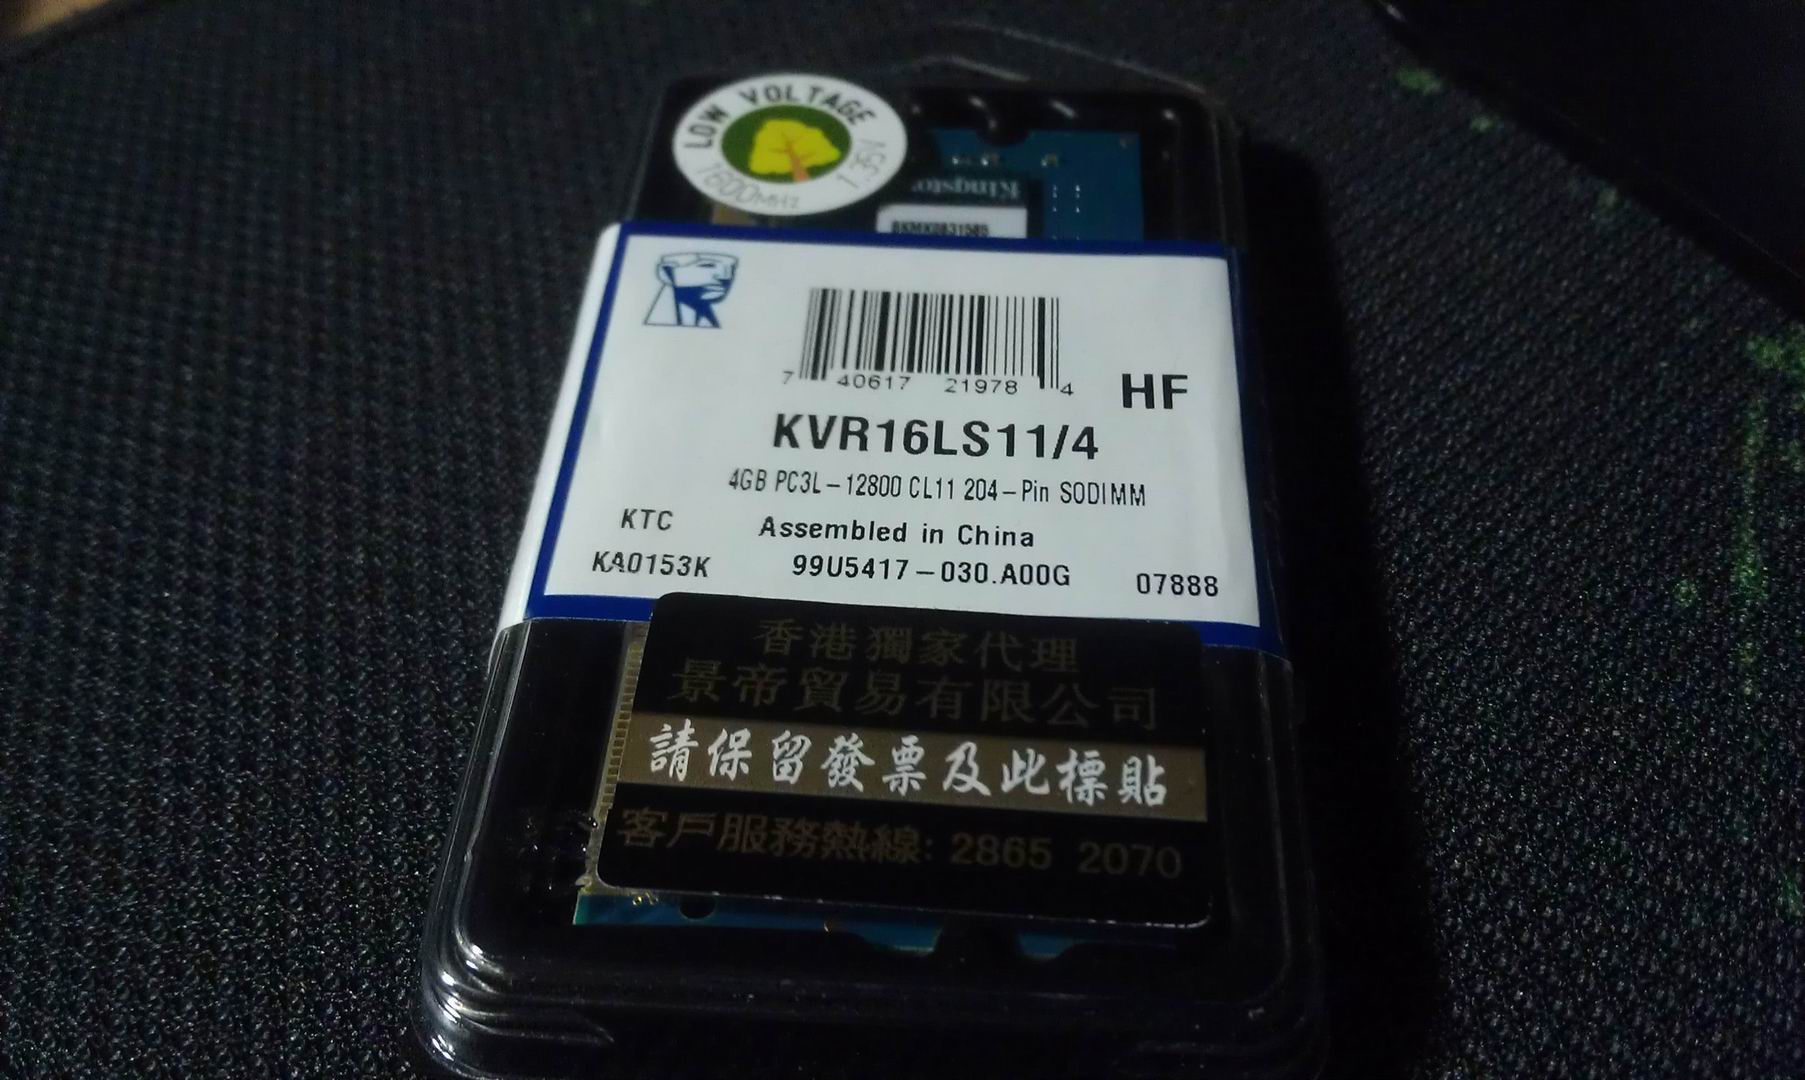 LOW VOLTAGE
1600MHz 1.35V
Kingston
7 40617 21978 4
HF
KVR16LS11/4
4GB PC3L-12800 CL11 204-Pin SODIMM
KTC Assembled in China
KA0153K 99U5417-030.A00G 07888
香港獨家代理
景帝貿易有限公司
請保留發票及此標貼
客戶服務熱線: 2865 2070